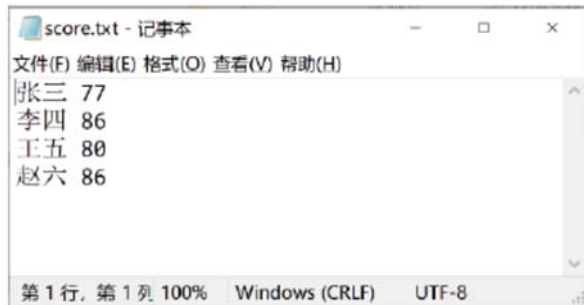 score.txt - 记事本
文件(F) 编辑(E) 格式(O) 查看(V) 帮助(H)
张三 77
李四 86
王五 80
赵六 86
第 1 行, 第 1 列 100% Windows (CRLF) UTF-8